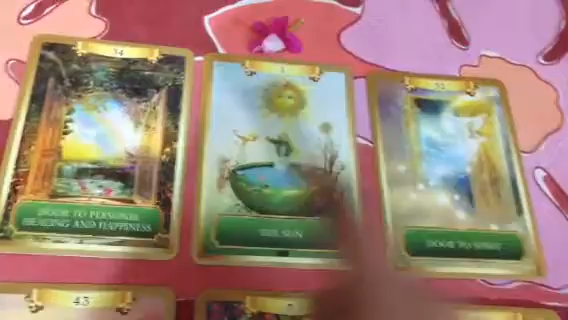 34
DOOR TO PERSONAL
HEALING AND HAPPINESS
THE SUN
DOOR TO SPIRIT
43